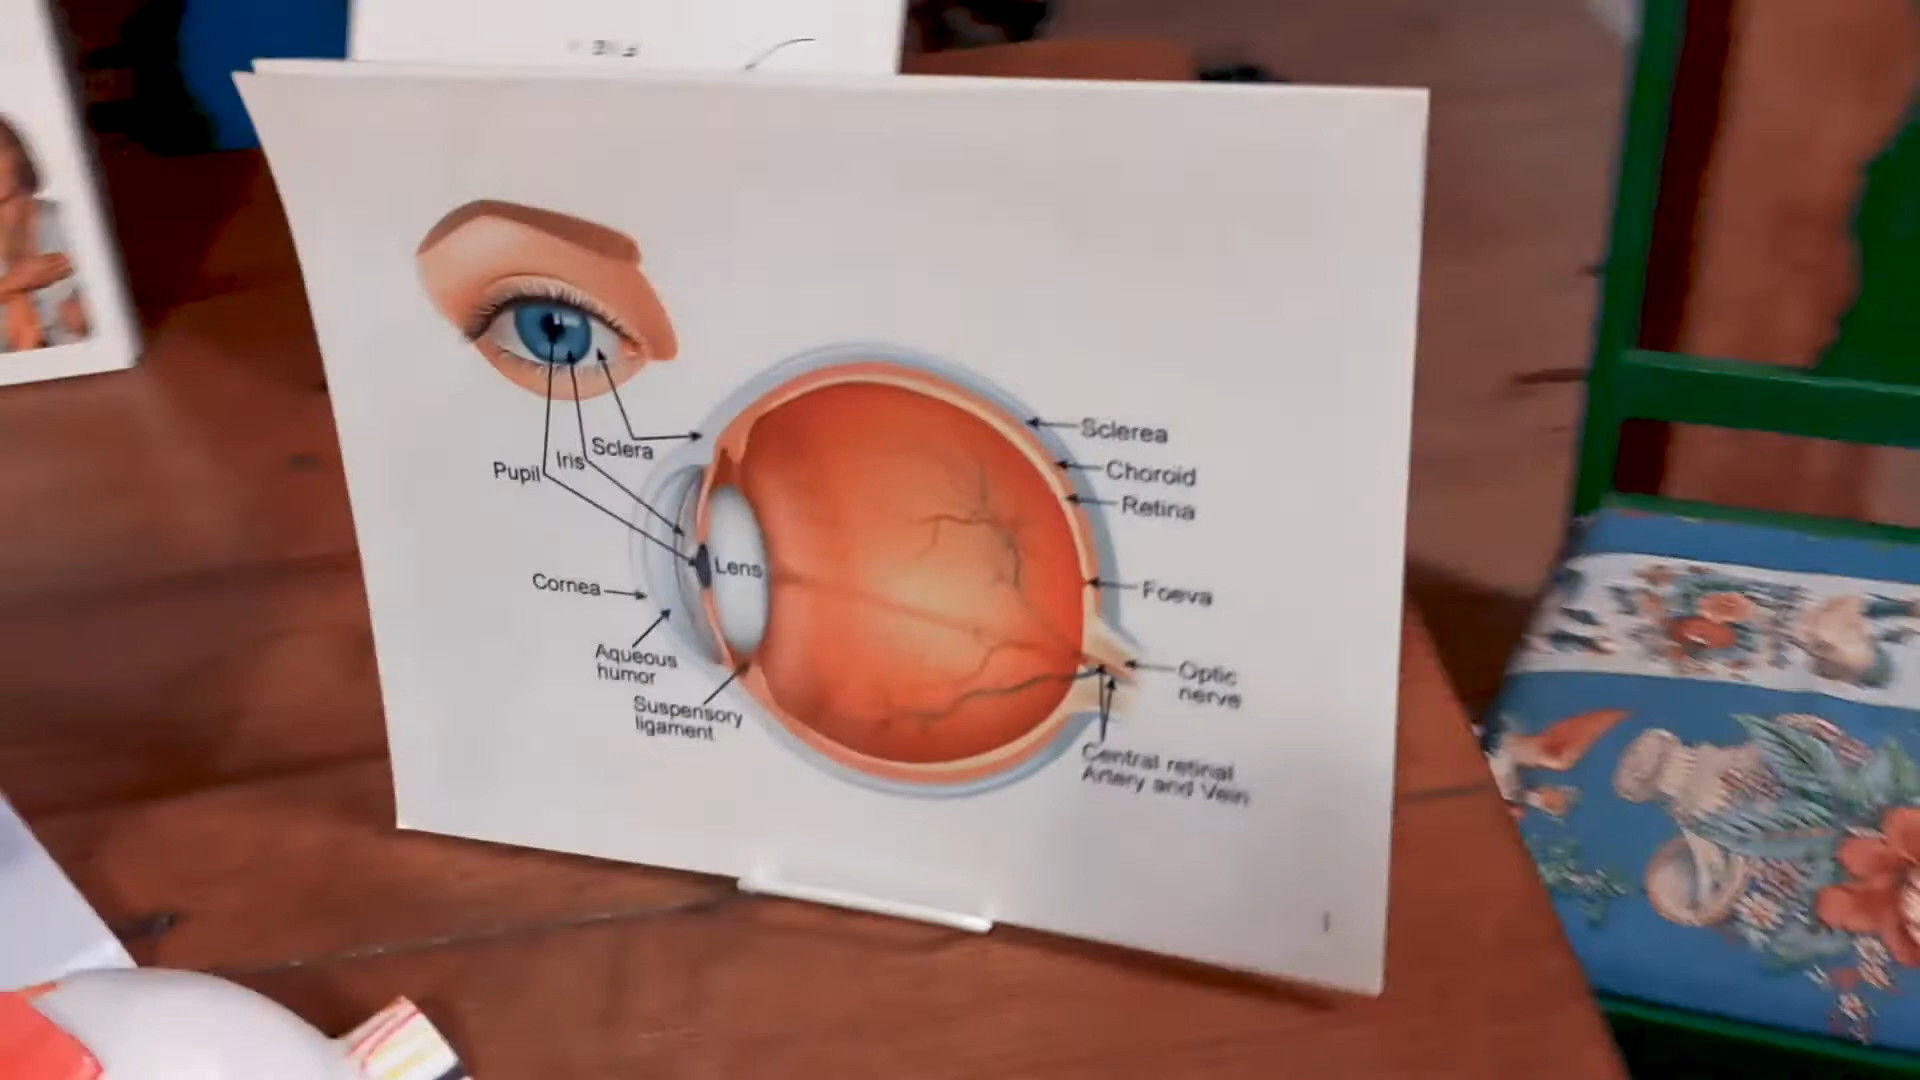 Sclera
Iris
Pupil
Lens
Cornea
Aqueous
humor
Suspensory
ligament
Sclerea
Choroid
Retina
Foeva
Optic
nerve
Central retinal
Artery and Vein
1